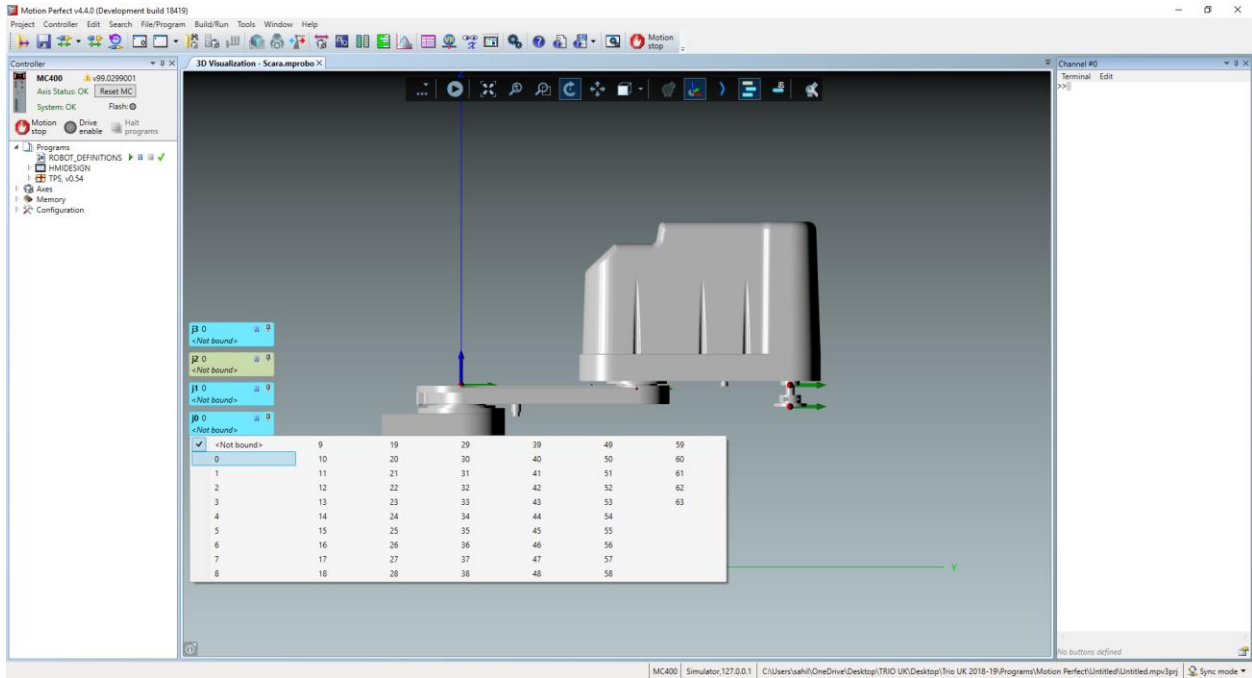 Motion Perfect v4.4.0 (Development build 18419)
Project Controller Edit Search File/Program Build/Run Tools Window Help
Motion stop
Controller
MC400 v99.0299001
Axis Status: OK Reset MC
System: OK Flash:
Motion stop Drive enable Halt programs
Programs
ROBOT_DEFINITIONS
HMIDESIGN
TPS, v0.54
Axes
Memory
Configuration
3D Visualization - Scara.mprobo
Z
j3 0
<Not bound>
j2 0
<Not bound>
j1 0
<Not bound>
j0 0
<Not bound>
<Not bound> 9 19 29 39 49 59
0 10 20 30 40 50 60
1 11 21 31 41 51 61
2 12 22 32 42 52 62
3 13 23 33 43 53 63
4 14 24 34 44 54
5 15 25 35 45 55
6 16 26 36 46 56
7 17 27 37 47 57
8 18 28 38 48 58
Y
Channel #0
Terminal Edit
>>
No buttons defined
MC400 Simulator,127.0.0.1 C:\Users\sahil\OneDrive\Desktop\TRIO UK\Desktop\Trio UK 2018-19\Programs\Motion Perfect\Untitled\Untitled.mpv3prj Sync mode